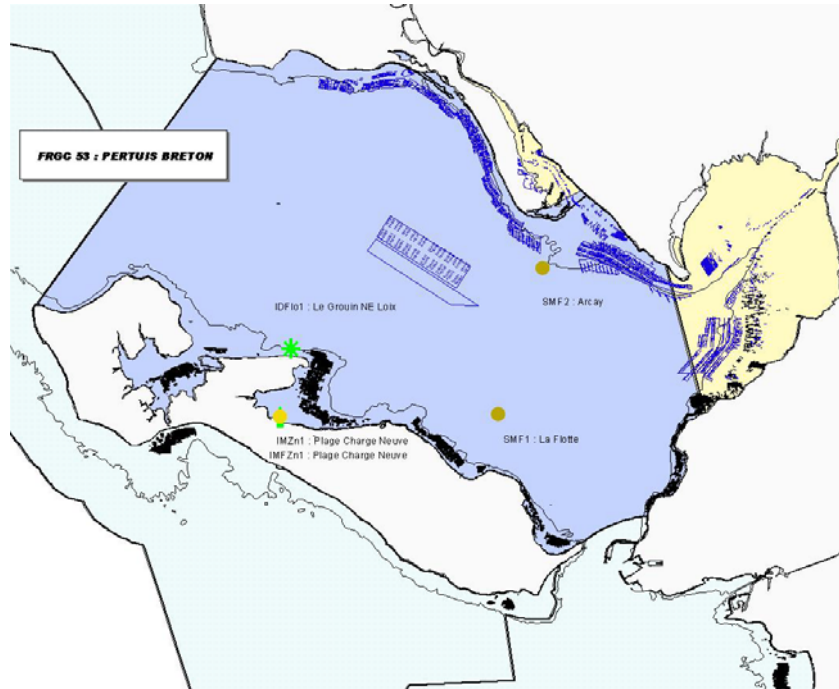 FRGC 53 : PERTUIS BRETON
IDFlo1 : Le Grouin NE Loix
SMF2 : Arcay
SMF1 : La Flotte
IMZn1 : Plage Charge Neuve
IMFZn1 : Plage Charge Neuve